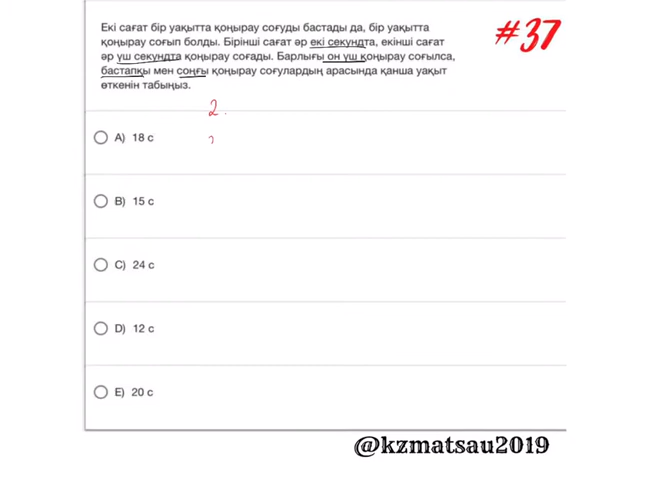 Екі сағат бір уақытта қоңырау соғуды бастады да, бір уақытта
қоңырау соғып болды. Бірінші сағат әр екі секундта, екінші сағат
әр үш секундта қоңырау соғады. Барлығы он үш қоңырау соғылса,
бастапқы мен соңғы қоңырау соғулардың арасында қанша уақыт
өткенін табыңыз.
#37
2.
A) 18 с
B) 15 с
C) 24 с
D) 12 с
E) 20 с
@kzmatsau2019